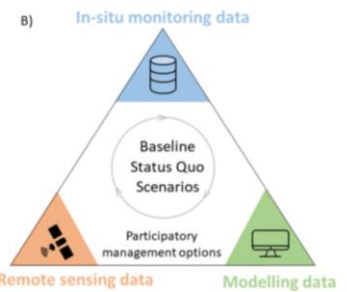 B)
In-situ monitoring data
Baseline
Status Quo
Scenarios
Participatory
management options
Remote sensing data
Modelling data